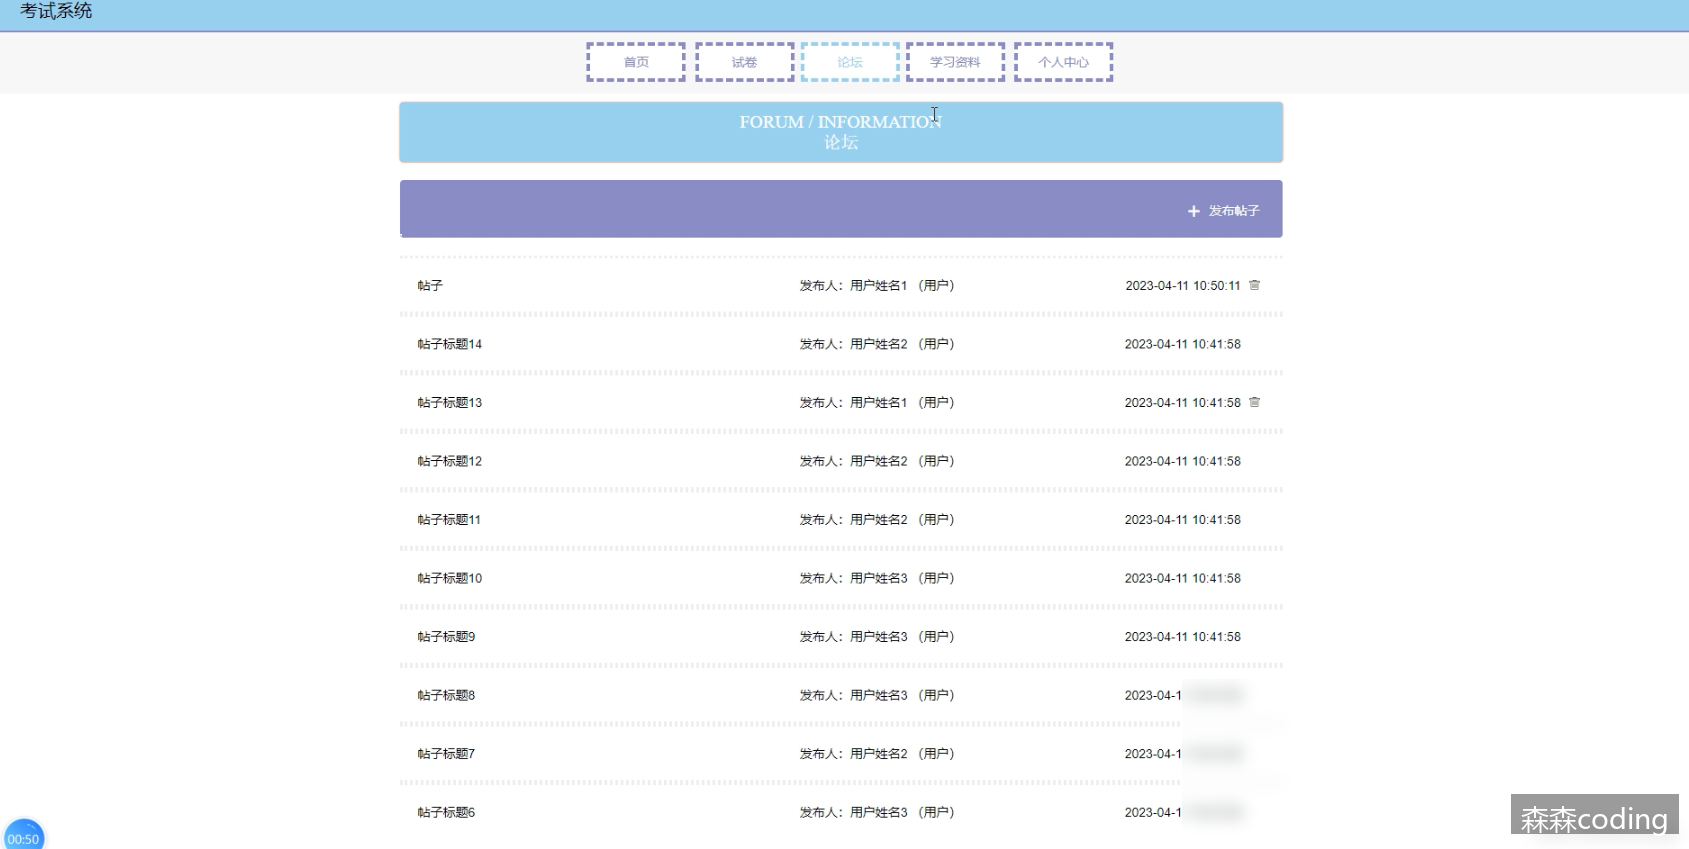 考试系统
首页 试卷 论坛 学习资料 个人中心
FORUM / INFORMATION
论坛
+ 发布帖子
帖子 发布人：用户姓名1 （用户） 2023-04-11 10:50:11
帖子标题14 发布人：用户姓名2 （用户） 2023-04-11 10:41:58
帖子标题13 发布人：用户姓名1 （用户） 2023-04-11 10:41:58
帖子标题12 发布人：用户姓名2 （用户） 2023-04-11 10:41:58
帖子标题11 发布人：用户姓名2 （用户） 2023-04-11 10:41:58
帖子标题10 发布人：用户姓名3 （用户） 2023-04-11 10:41:58
帖子标题9 发布人：用户姓名3 （用户） 2023-04-11 10:41:58
帖子标题8 发布人：用户姓名3 （用户） 2023-04-1
帖子标题7 发布人：用户姓名2 （用户） 2023-04-1
帖子标题6 发布人：用户姓名3 （用户） 2023-04-1
森森coding
00:50